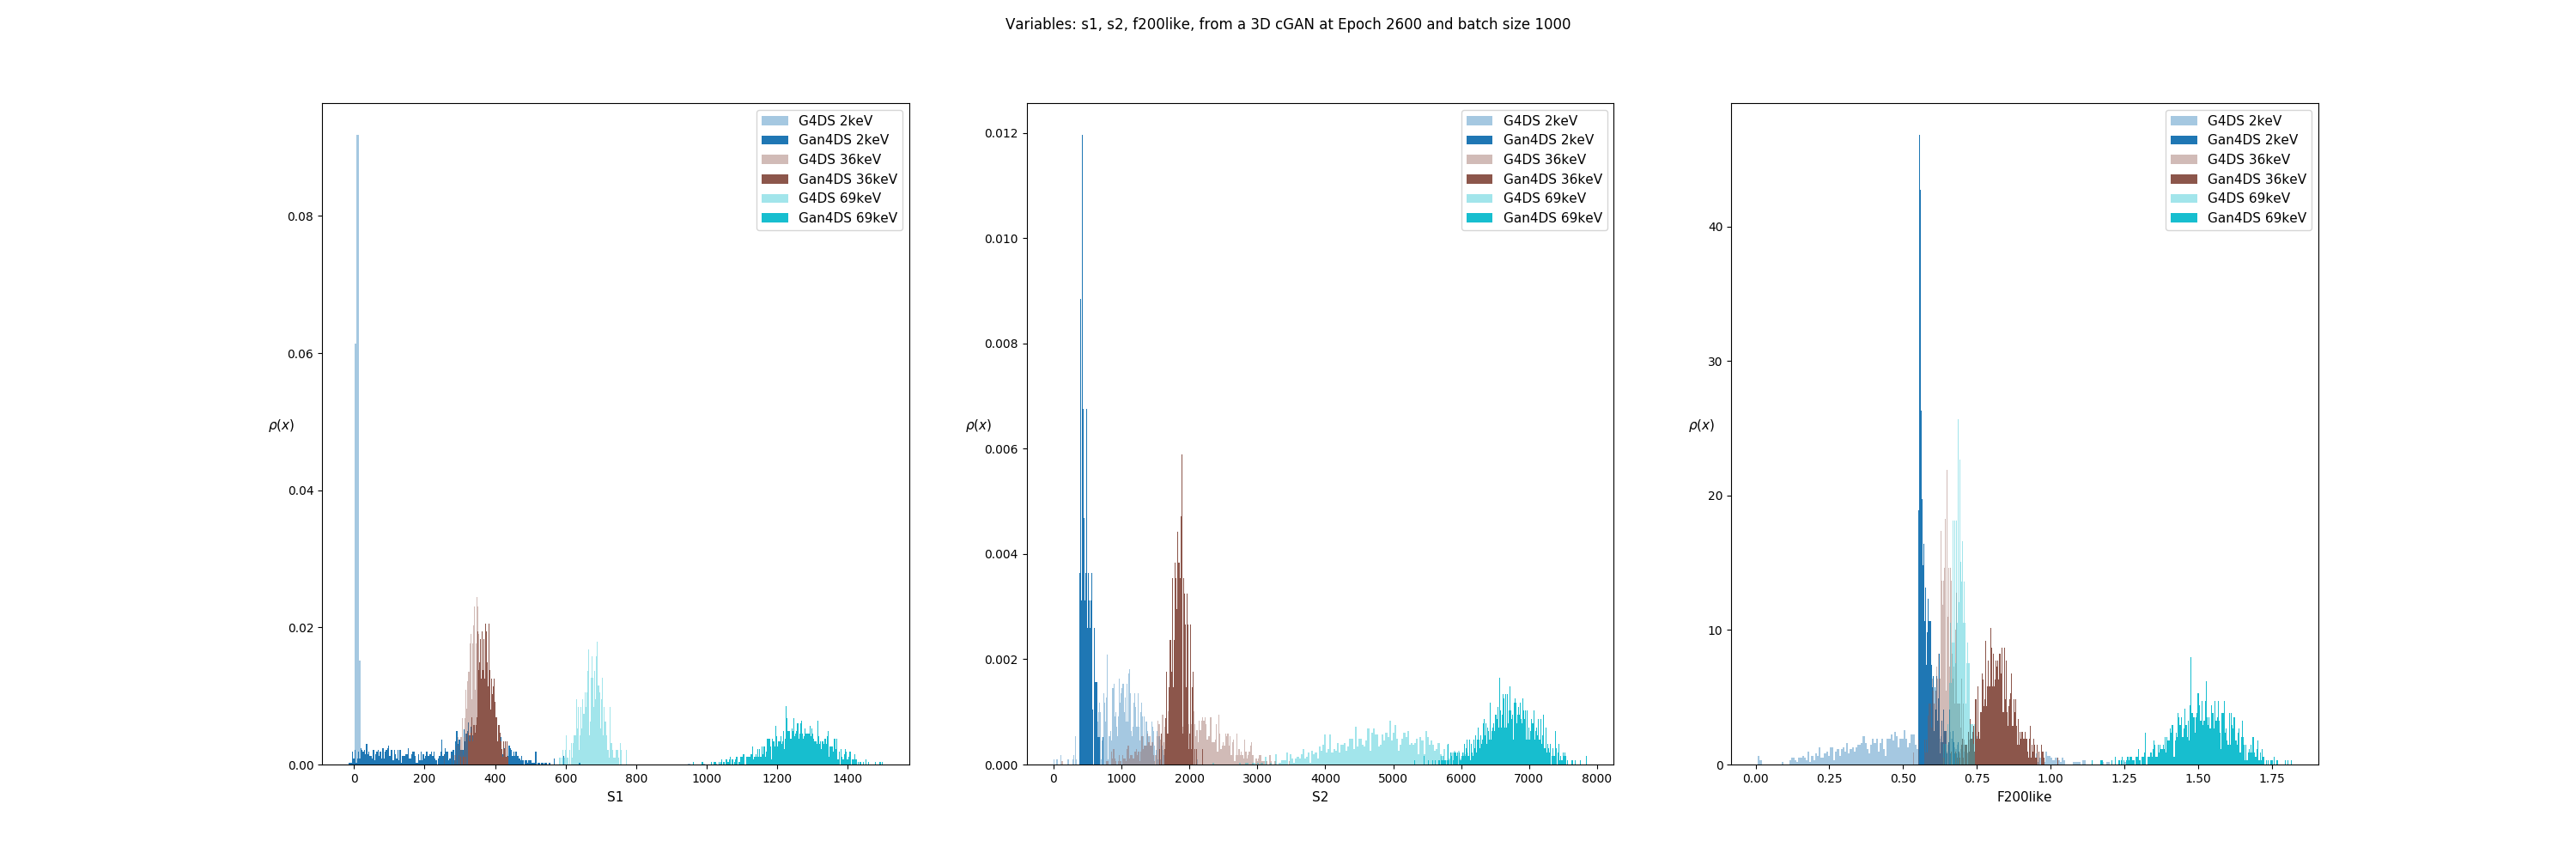 Variables: s1, s2, f200like, from a 3D cGAN at Epoch 2600 and batch size 1000
G4DS 2keV
Gan4DS 2keV
G4DS 36keV
Gan4DS 36keV
G4DS 69keV
Gan4DS 69keV
0.08
0.06
0.04
0.02
0.00
ρ(x)
0 200 400 600 800 1000 1200 1400
S1
G4DS 2keV
Gan4DS 2keV
G4DS 36keV
Gan4DS 36keV
G4DS 69keV
Gan4DS 69keV
0.012
0.010
0.008
0.006
0.004
0.002
0.000
ρ(x)
0 1000 2000 3000 4000 5000 6000 7000 8000
S2
G4DS 2keV
Gan4DS 2keV
G4DS 36keV
Gan4DS 36keV
G4DS 69keV
Gan4DS 69keV
40
30
20
10
0
ρ(x)
0.00 0.25 0.50 0.75 1.00 1.25 1.50 1.75
F200like